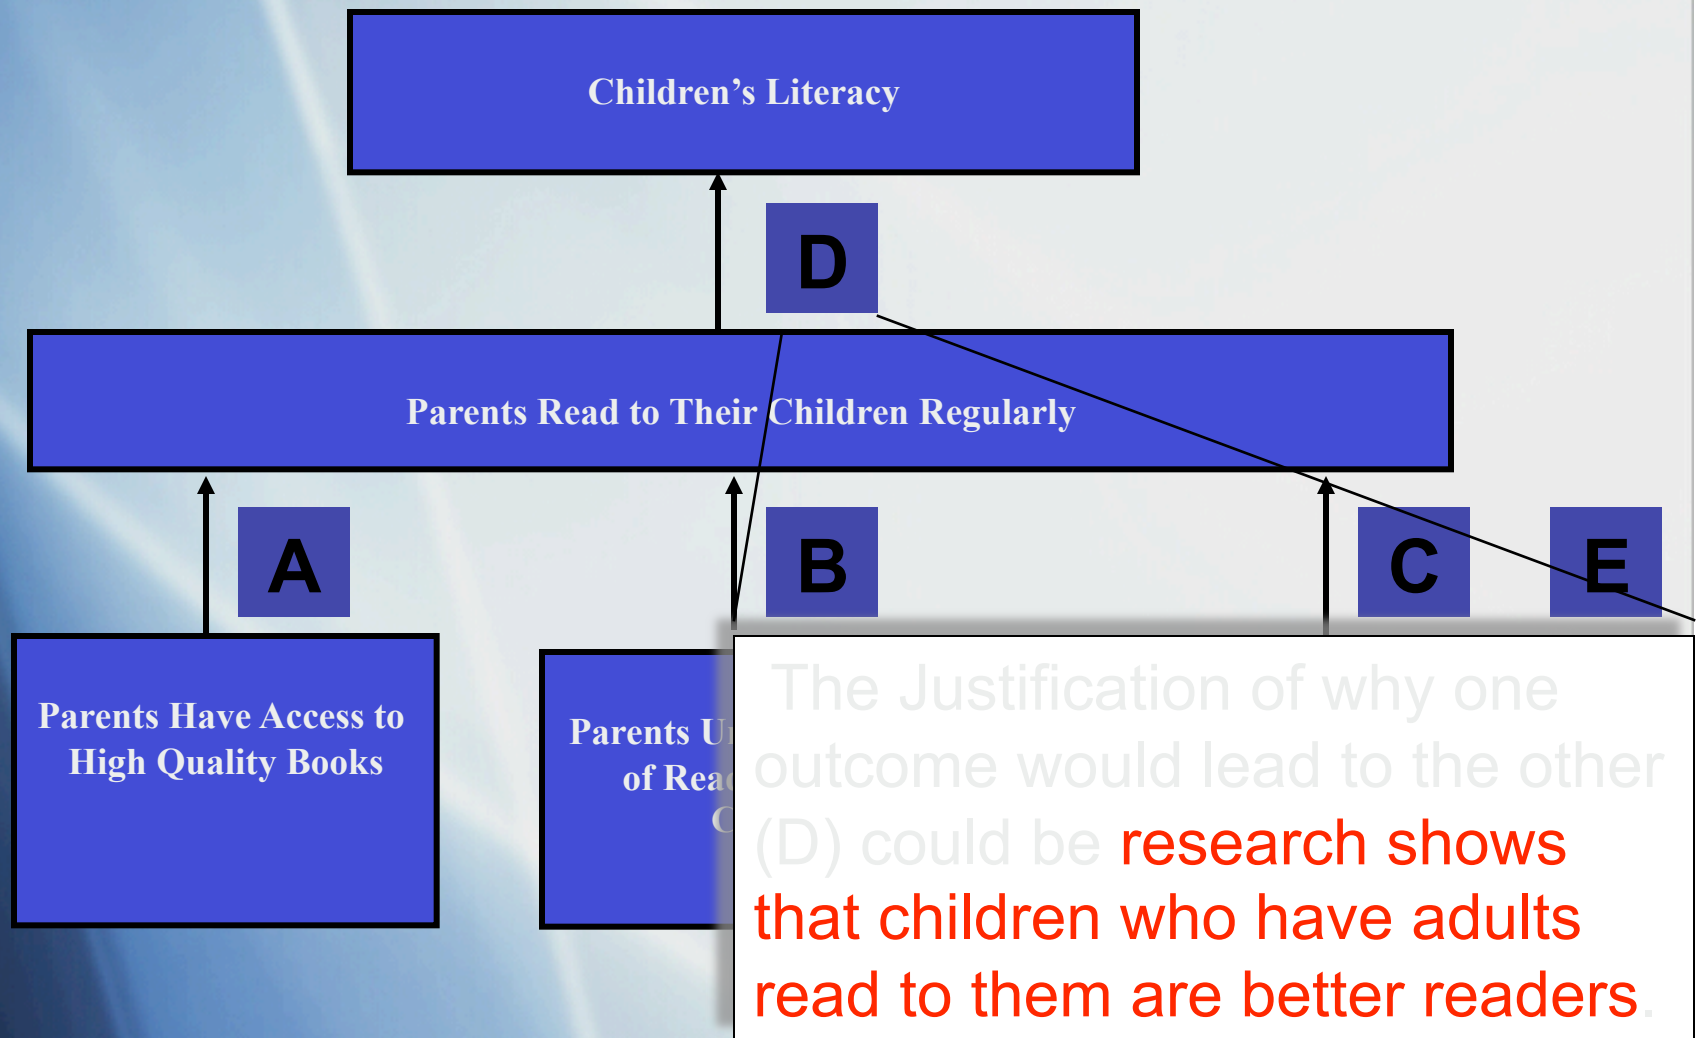 Children’s Literacy
D
Parents Read to Their Children Regularly
A
B
C
E
Parents Have Access to
High Quality Books
Parents
of
The Justification of why one
outcome would lead to the other
(D) could be research shows
that children who have adults
read to them are better readers.